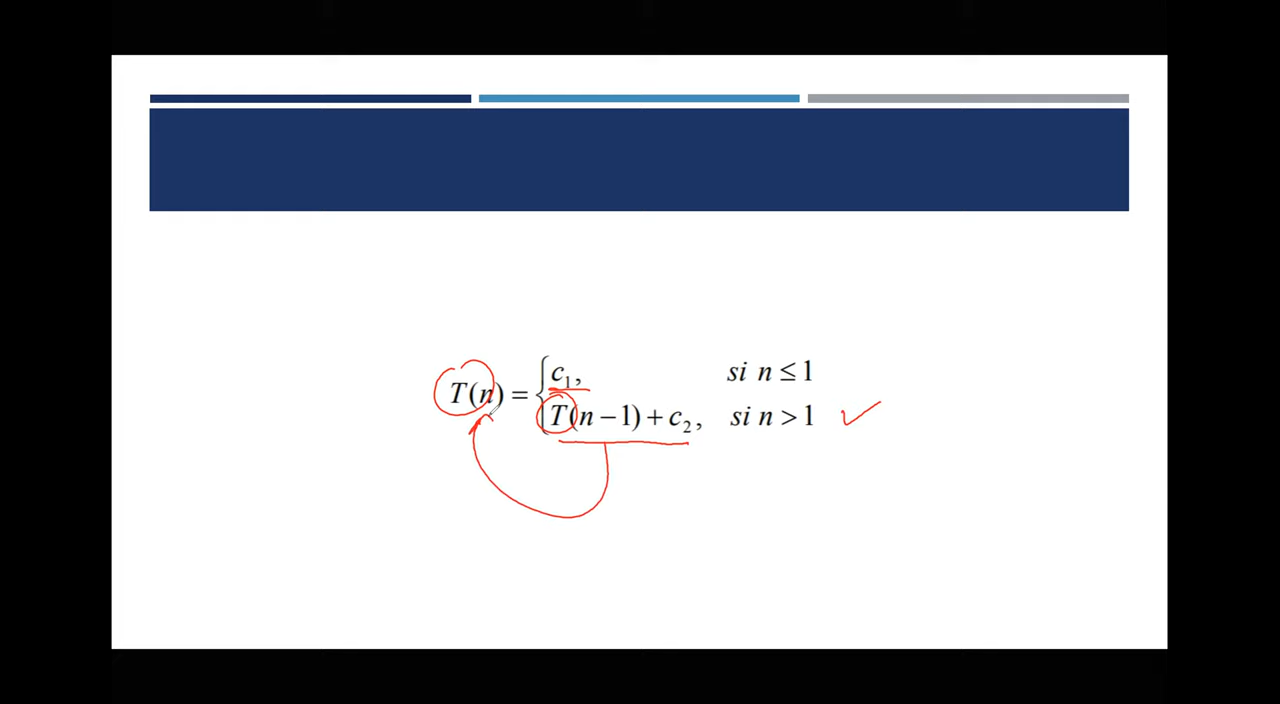 T(n) = { c₁, si n ≤ 1
T(n − 1) + c₂, si n > 1